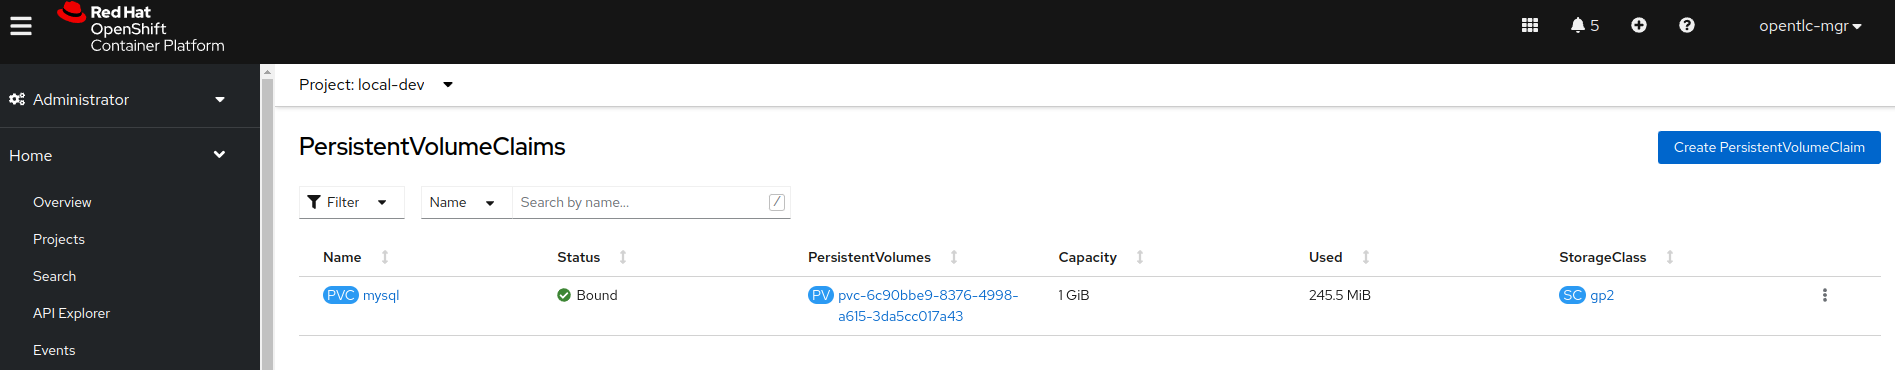 Red Hat
OpenShift
Container Platform
5
opentlc-mgr
Administrator
Home
Overview
Projects
Search
API Explorer
Events
Project: local-dev
PersistentVolumeClaims
Create PersistentVolumeClaim
Filter
Name
Search by name...
/
Name Status PersistentVolumes Capacity Used StorageClass
PVC mysql Bound PV pvc-6c90bbe9-8376-4998- 1 GiB 245.5 MiB SC gp2
a615-3da5cc017a43